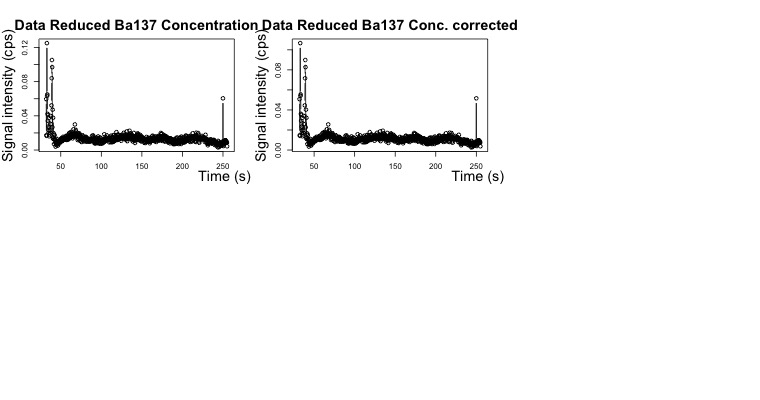 Data Reduced Ba137 Concentration
Signal intensity (cps)
0.00 0.04 0.08 0.12
50 100 150 200 250
Time (s)
Data Reduced Ba137 Conc. corrected
Signal intensity (cps)
0.00 0.04 0.08
50 100 150 200 250
Time (s)